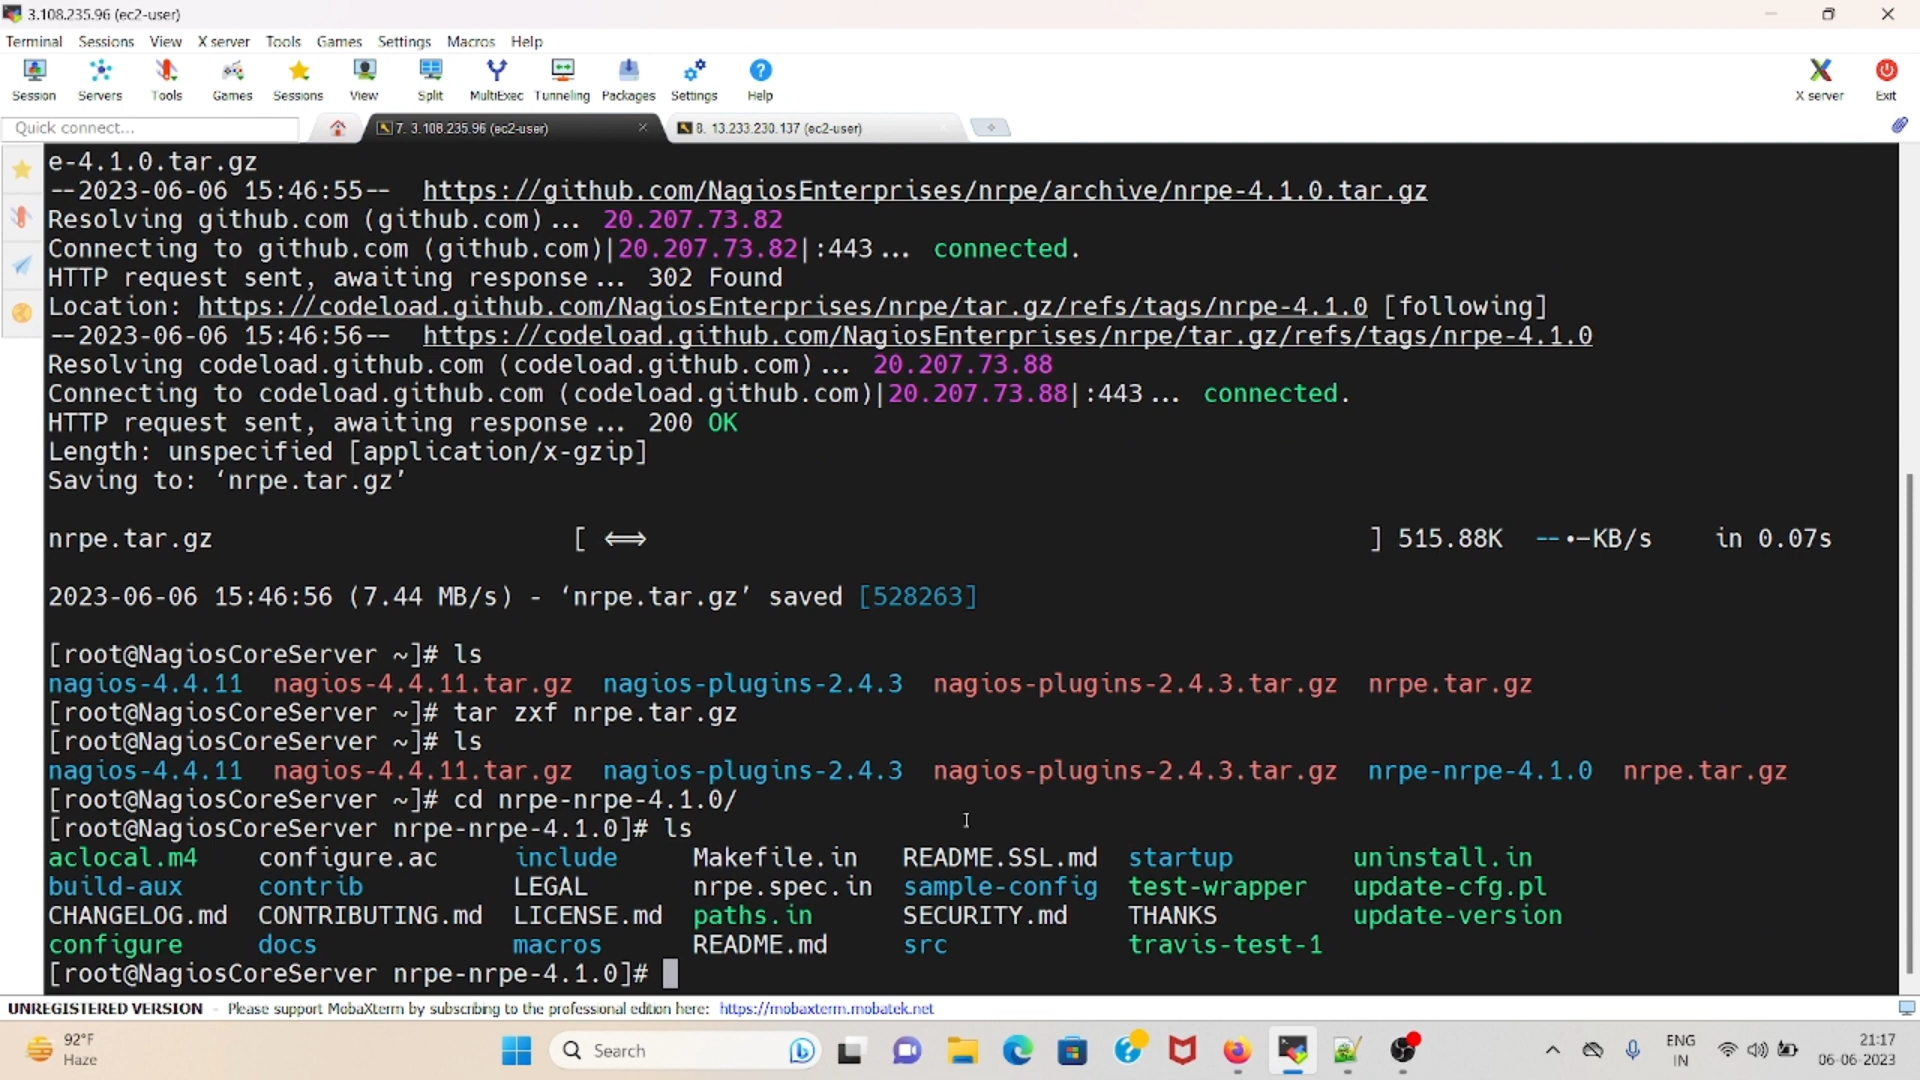 3.108.235.96 (ec2-user)
Terminal Sessions View X server Tools Games Settings Macros Help
Session Servers Tools Games Sessions View Split MultiExec Tunneling Packages Settings Help X server Exit
Quick connect... 7. 3.108.235.96 (ec2-user) 8. 13.233.230.137 (ec2-user)
e-4.1.0.tar.gz
--2023-06-06 15:46:55-- https://github.com/NagiosEnterprises/nrpe/archive/nrpe-4.1.0.tar.gz
Resolving github.com (github.com)... 20.207.73.82
Connecting to github.com (github.com)|20.207.73.82|:443... connected.
HTTP request sent, awaiting response... 302 Found
Location: https://codeload.github.com/NagiosEnterprises/nrpe/tar.gz/refs/tags/nrpe-4.1.0 [following]
--2023-06-06 15:46:56-- https://codeload.github.com/NagiosEnterprises/nrpe/tar.gz/refs/tags/nrpe-4.1.0
Resolving codeload.github.com (codeload.github.com)... 20.207.73.88
Connecting to codeload.github.com (codeload.github.com)|20.207.73.88|:443... connected.
HTTP request sent, awaiting response... 200 OK
Length: unspecified [application/x-gzip]
Saving to: ‘nrpe.tar.gz’
nrpe.tar.gz [ <=> ] 515.88K --.-KB/s in 0.07s
2023-06-06 15:46:56 (7.44 MB/s) - ‘nrpe.tar.gz’ saved [528263]
[root@NagiosCoreServer ~]# ls
nagios-4.4.11 nagios-4.4.11.tar.gz nagios-plugins-2.4.3 nagios-plugins-2.4.3.tar.gz nrpe.tar.gz
[root@NagiosCoreServer ~]# tar zxf nrpe.tar.gz
[root@NagiosCoreServer ~]# ls
nagios-4.4.11 nagios-4.4.11.tar.gz nagios-plugins-2.4.3 nagios-plugins-2.4.3.tar.gz nrpe-nrpe-4.1.0 nrpe.tar.gz
[root@NagiosCoreServer ~]# cd nrpe-nrpe-4.1.0/
[root@NagiosCoreServer nrpe-nrpe-4.1.0]# ls
aclocal.m4 configure.ac include Makefile.in README.SSL.md startup uninstall.in
build-aux contrib LEGAL nrpe.spec.in sample-config test-wrapper update-cfg.pl
CHANGELOG.md CONTRIBUTING.md LICENSE.md paths.in SECURITY.md THANKS update-version
configure docs macros README.md src travis-test-1
[root@NagiosCoreServer nrpe-nrpe-4.1.0]#
UNREGISTERED VERSION - Please support MobaXterm by subscribing to the professional edition here: https://mobaxterm.mobatek.net
92°F
Haze
Search
ENG
IN
21:17
06-06-2023